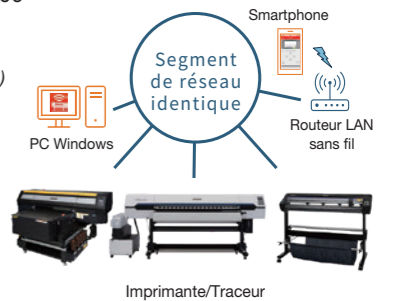 Smartphone
Segment
de réseau
identique
)
PC Windows
Routeur LAN
sans fil
Imprimante/Traceur